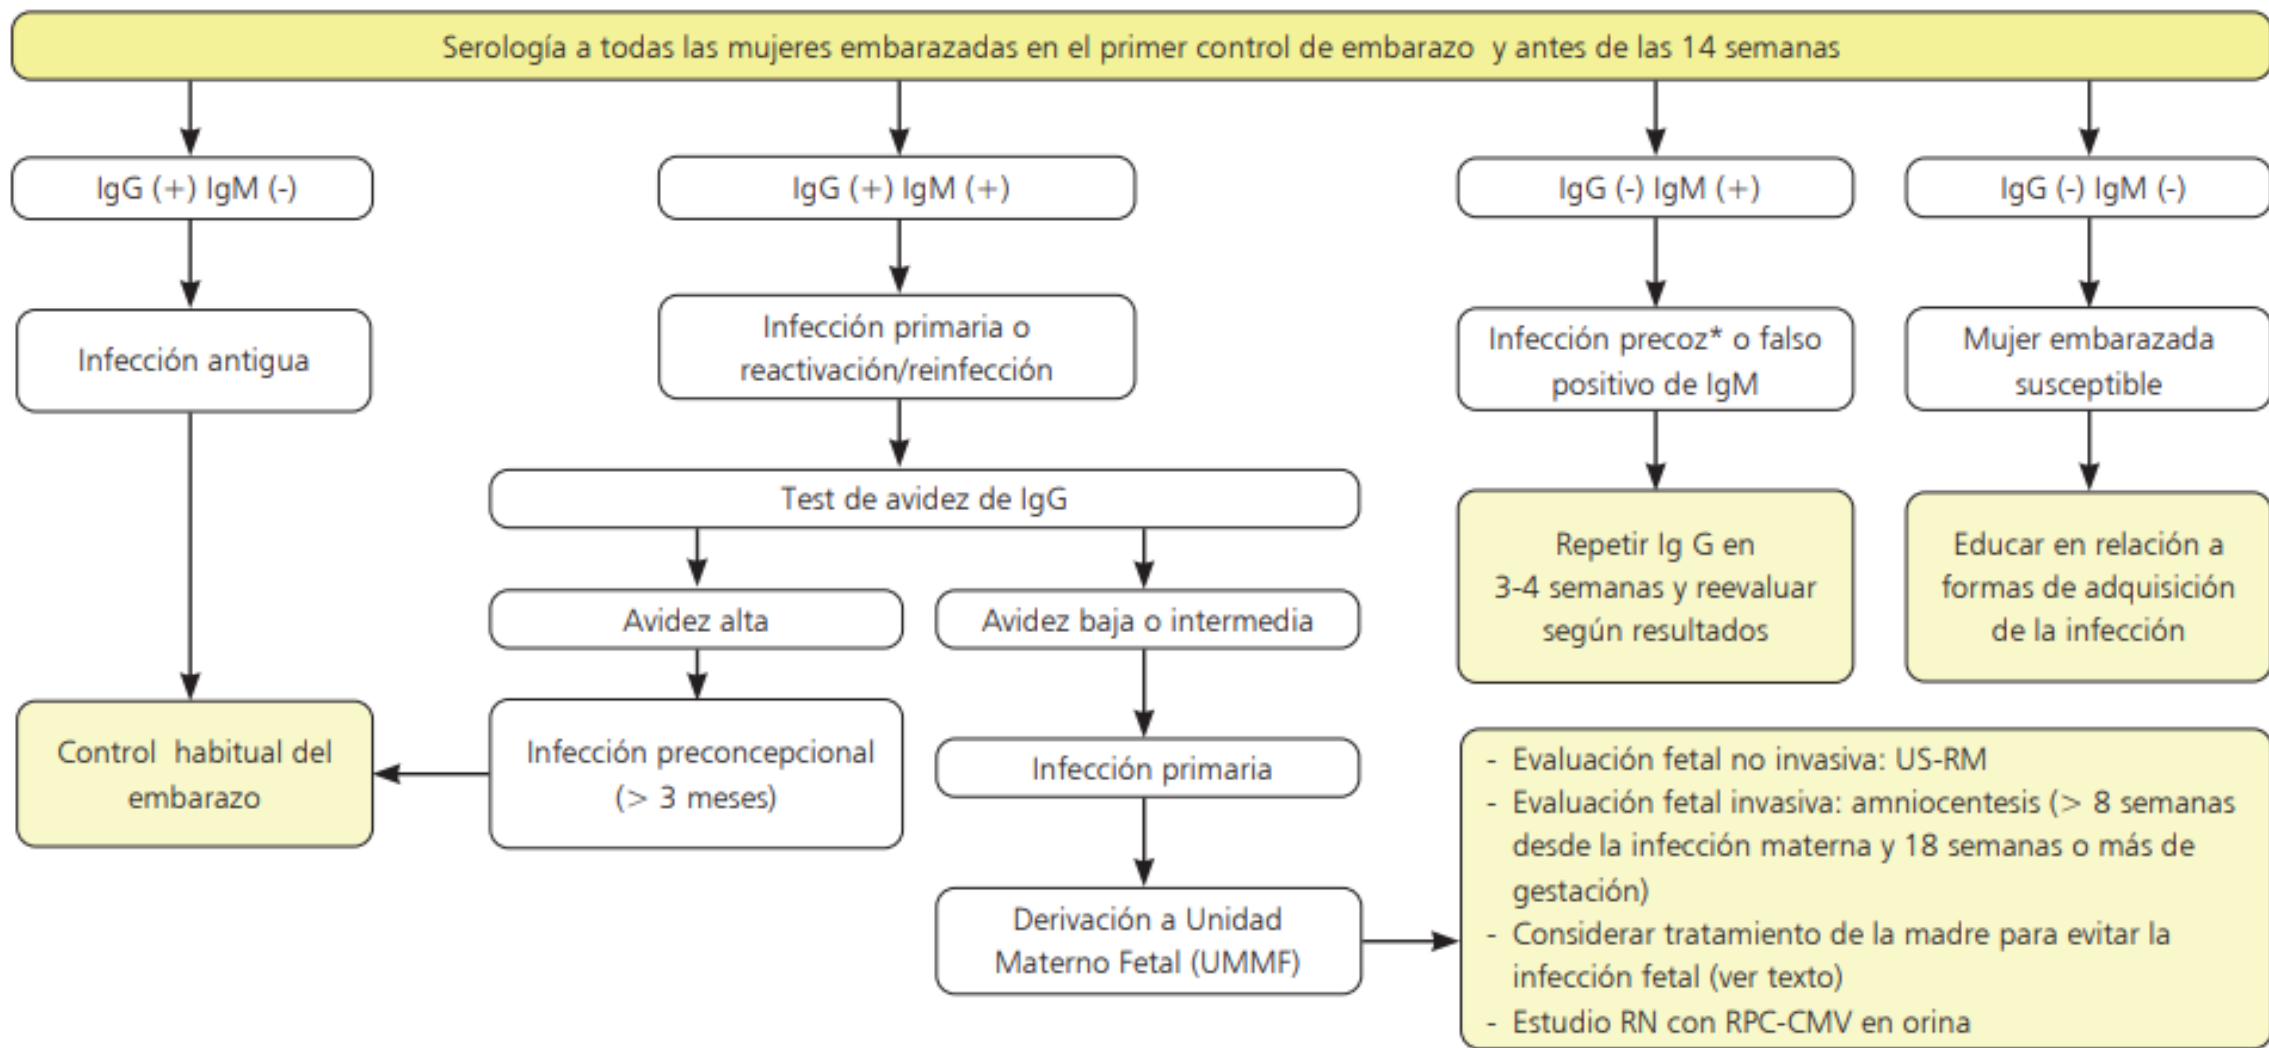 Serología a todas las mujeres embarazadas en el primer control de embarazo y antes de las 14 semanas
IgG (+) IgM (-)
IgG (+) IgM (+)
IgG (-) IgM (+)
IgG (-) IgM (-)
Infección antigua
Infección primaria o
reactivación/reinfección
Infección precoz* o falso
positivo de IgM
Mujer embarazada
susceptible
Test de avidez de IgG
Repetir Ig G en
3-4 semanas y reevaluar
según resultados
Educar en relación a
formas de adquisición
de la infección
Avidez alta
Avidez baja o intermedia
Control habitual del
embarazo
Infección preconcepcional
(> 3 meses)
Infección primaria
Derivación a Unidad
Materno Fetal (UMMF)
- Evaluación fetal no invasiva: US-RM
- Evaluación fetal invasiva: amniocentesis (> 8 semanas
desde la infección materna y 18 semanas o más de
gestación)
- Considerar tratamiento de la madre para evitar la
infección fetal (ver texto)
- Estudio RN con RPC-CMV en orina